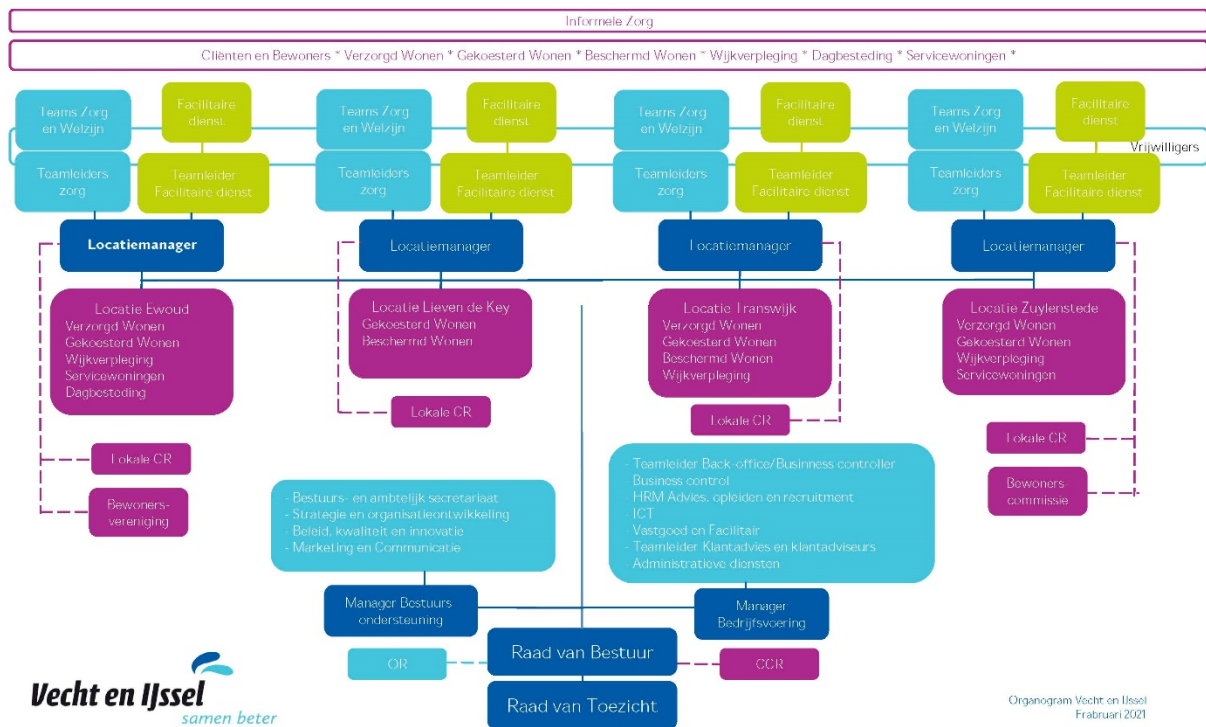 Informele Zorg
Cliënten en Bewoners * Verzorgd Wonen * Gekoesterd Wonen * Beschermd Wonen * Wijkverpleging * Dagbesteding * Servicewoningen *
Teams Zorg
en Welzijn
Facilitaire
dienst
Teams Zorg
en Welzijn
Facilitaire
dienst
Teams Zorg
en Welzijn
Facilitaire
dienst
Teams Zorg
en Welzijn
Facilitaire
dienst
Vrijwilligers
Teamleiders
zorg
Teamleider
Facilitaire dienst
Teamleiders
zorg
Teamleider
Facilitaire dienst
Teamleiders
zorg
Teamleider
Facilitaire dienst
Teamleiders
zorg
Teamleider
Facilitaire dienst
Locatiemanager
Locatiemanager
Locatiemanager
Locatiemanager
Locatie Ewoud
Verzorgd Wonen
Gekoesterd Wonen
Wijkverpleging
Servicewoningen
Dagbesteding
Locatie Lieven de Key
Gekoesterd Wonen
Beschermd Wonen
Locatie Transwijk
Verzorgd Wonen
Gekoesterd Wonen
Beschermd Wonen
Wijkverpleging
Locatie Zuylenstede
Verzorgd Wonen
Gekoesterd Wonen
Wijkverpleging
Servicewoningen
Lokale CR
Bewoners-
vereniging
Lokale CR
Lokale CR
Lokale CR
Bewoners-
commissie
- Bestuurs- en ambtelijk secretariaat
- Strategie en organisatieontwikkeling
- Beleid, kwaliteit en innovatie
- Marketing en Communicatie
- Teamleider Back-office/Businness controller
- Business control
- HRM Advies, opleiden en recruitment
- ICT
- Vastgoed en Facilitair
- Teamleider Klantadvies en klantadviseurs
- Administratieve diensten
Manager Bestuurs
ondersteuning
Manager
Bedrijfsvoering
OR
Raad van Bestuur
CCR
Raad van Toezicht
Vecht en IJssel
samen beter
Organogram Vecht en IJssel
Frabruari 2021